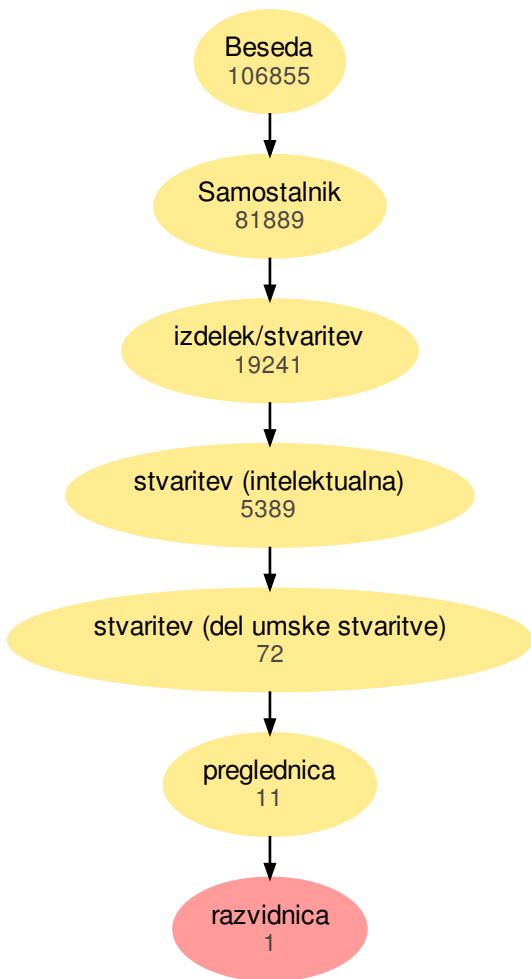 Beseda
106855
Samostalnik
81889
izdelek/stvaritev
19241
stvaritev (intelektualna)
5389
stvaritev (del umske stvaritve)
72
preglednica
11
razvidnica
1